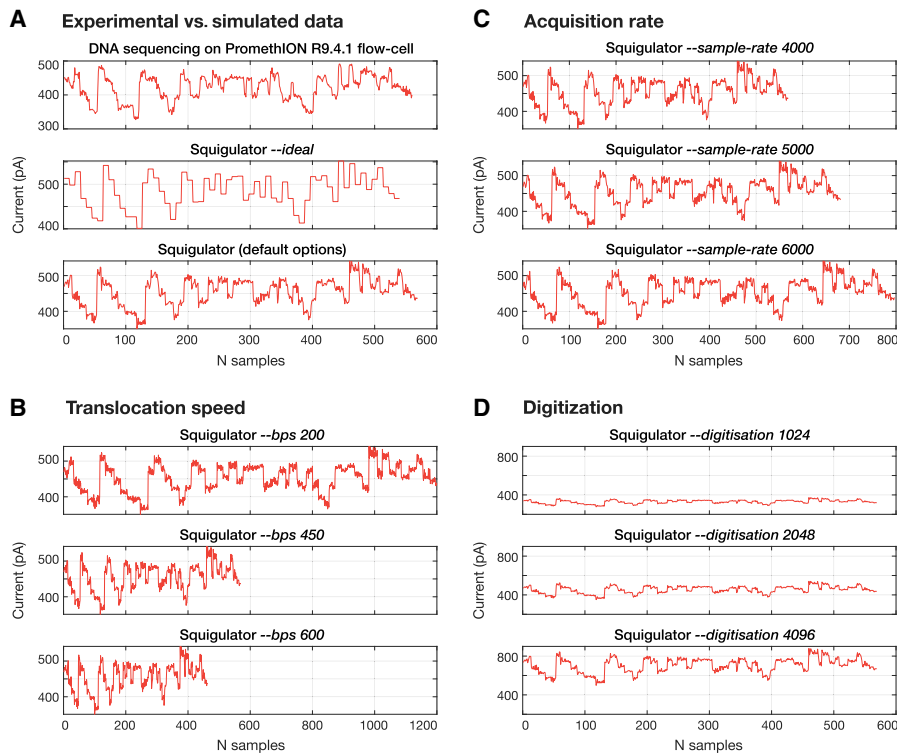 A Experimental vs. simulated data
DNA sequencing on PromethION R9.4.1 flow-cell
500
400
300
Squigulator --ideal
500
400
Squigulator (default options)
500
400
Current (pA)
0 100 200 300 400 500 600
N samples
B Translocation speed
Squigulator --bps 200
500
400
Squigulator --bps 450
500
400
Squigulator --bps 600
500
400
Current (pA)
0 200 400 600 800 1000 1200
N samples
C Acquisition rate
Squigulator --sample-rate 4000
500
400
Squigulator --sample-rate 5000
500
400
Squigulator --sample-rate 6000
500
400
Current (pA)
0 100 200 300 400 500 600 700 800
N samples
D Digitization
Squigulator --digitisation 1024
800
400
Squigulator --digitisation 2048
800
400
Squigulator --digitisation 4096
800
400
Current (pA)
0 100 200 300 400 500 600
N samples